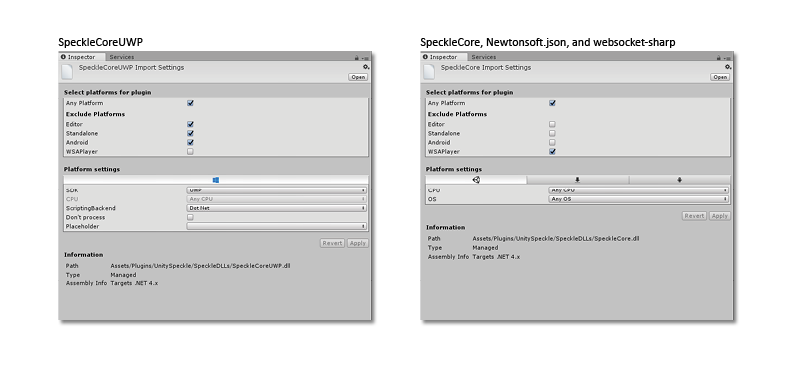 SpeckleCoreUWP
Inspector Services
SpeckleCoreUWP Import Settings
Open
Select platforms for plugin
Any Platform
Exclude Platforms
Editor
Standalone
Android
WSAPlayer
Platform settings
SDK UWP
CPU Any CPU
ScriptingBackend Dot Net
Don't process
Placeholder
Revert Apply
Information
Path Assets/Plugins/UnitySpeckle/SpeckleDLLs/SpeckleCoreUWP.dll
Type Managed
Assembly Info Targets .NET 4.x
SpeckleCore, Newtonsoft.json, and websocket-sharp
Inspector Services
SpeckleCore Import Settings
Open
Select platforms for plugin
Any Platform
Exclude Platforms
Editor
Standalone
Android
WSAPlayer
Platform settings
CPU Any CPU
OS Any OS
Revert Apply
Information
Path Assets/Plugins/UnitySpeckle/SpeckleDLLs/SpeckleCore.dll
Type Managed
Assembly Info Targets .NET 4.x